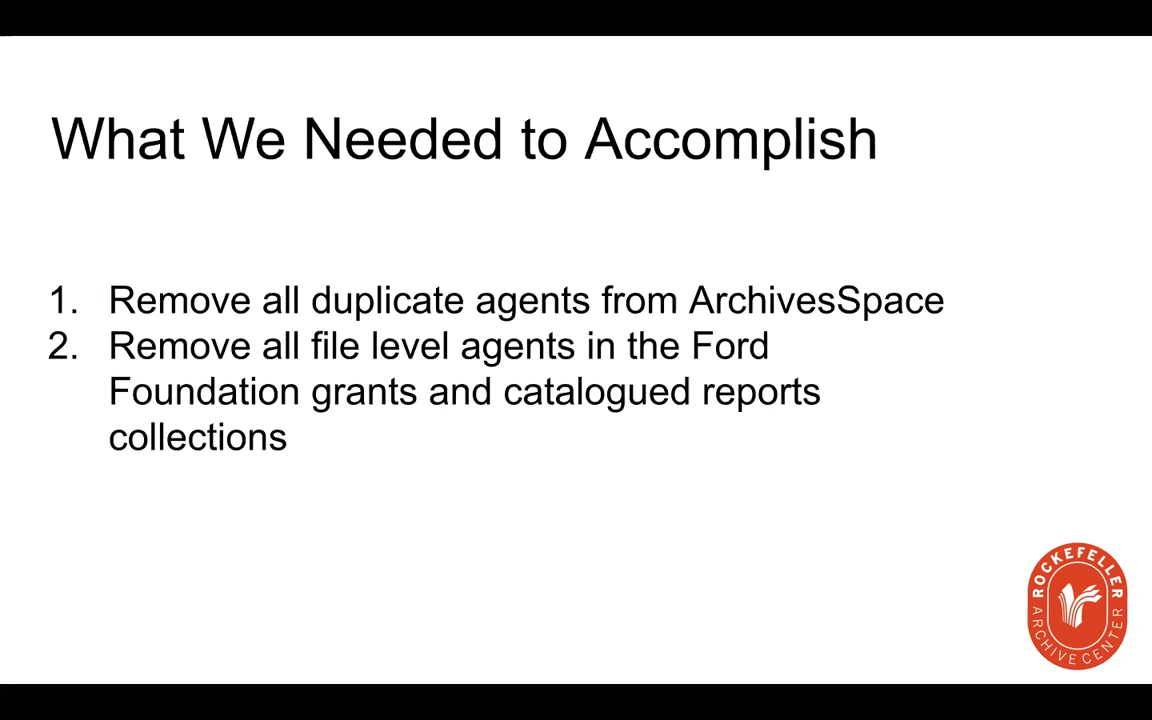 What We Needed to Accomplish
1. Remove all duplicate agents from ArchivesSpace
2. Remove all file level agents in the Ford
Foundation grants and catalogued reports
collections
ROCKEFELLER
ARCHIVE CENTER